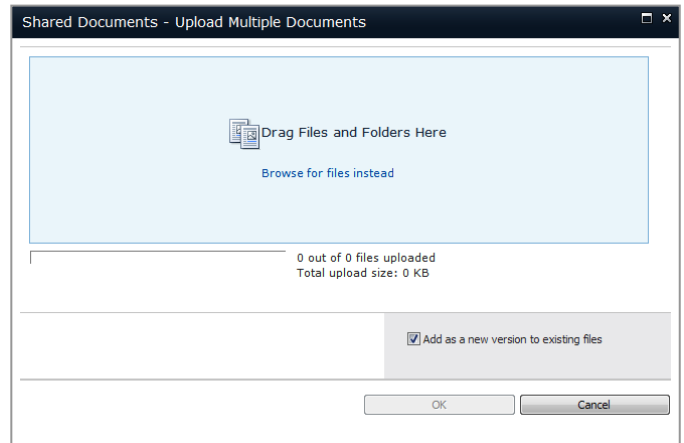 Shared Documents - Upload Multiple Documents
Drag Files and Folders Here
Browse for files instead
0 out of 0 files uploaded
Total upload size: 0 KB
Add as a new version to existing files
OK
Cancel